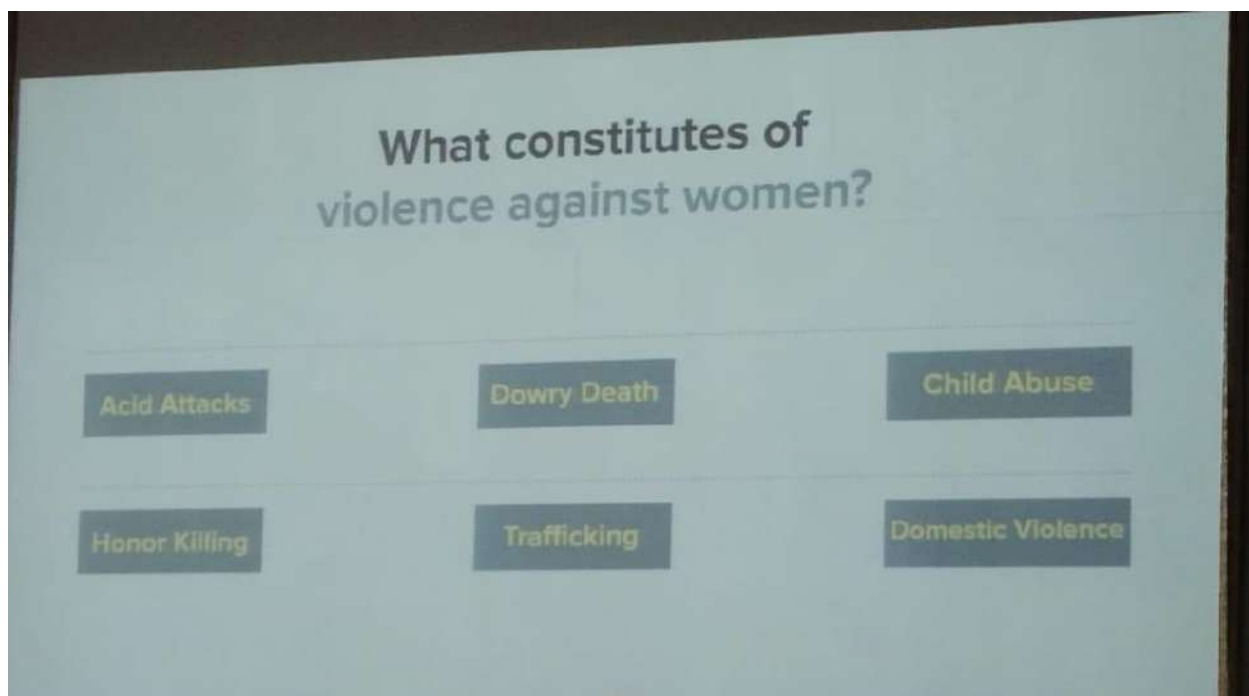 What constitutes of
violence against women?
Acid Attacks
Dowry Death
Child Abuse
Honor Killing
Trafficking
Domestic Violence